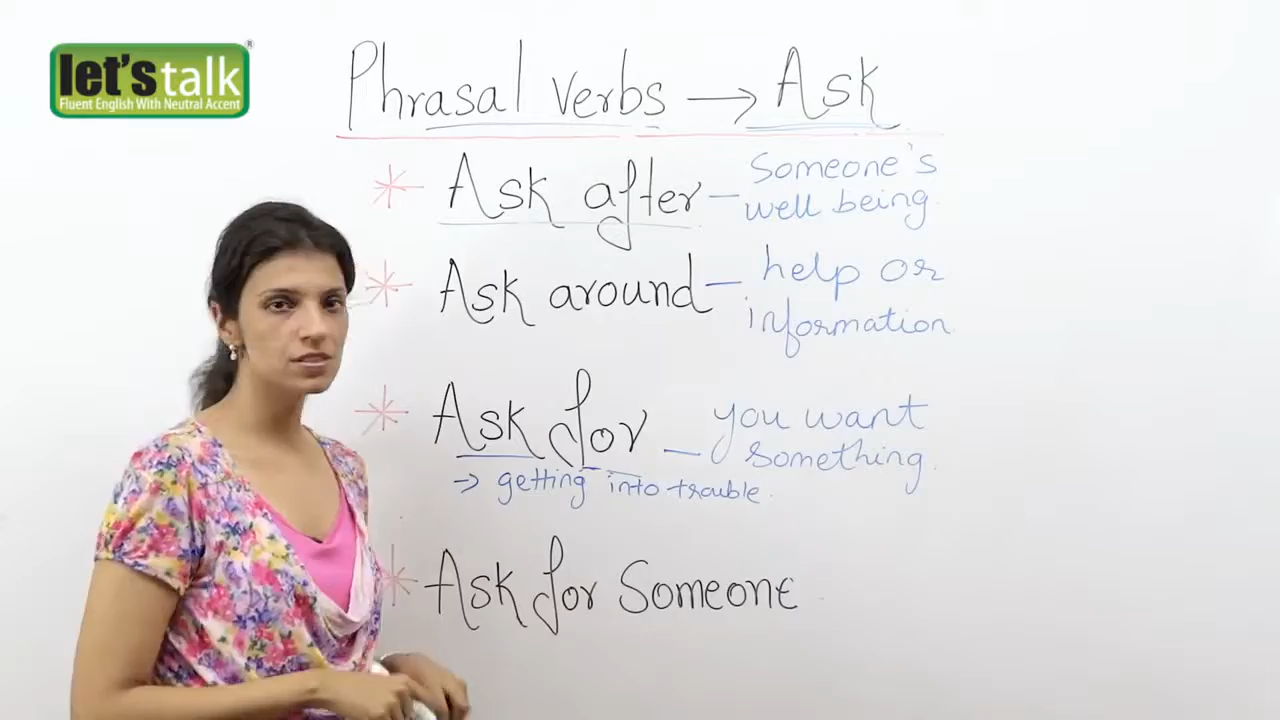 let's talk®
Fluent English With Neutral Accent
Phrasal verbs → Ask
* Ask after – Someone's
well being.
* Ask around – help or
information
* Ask for – you want
something.
→ getting into trouble.
* Ask for Someone